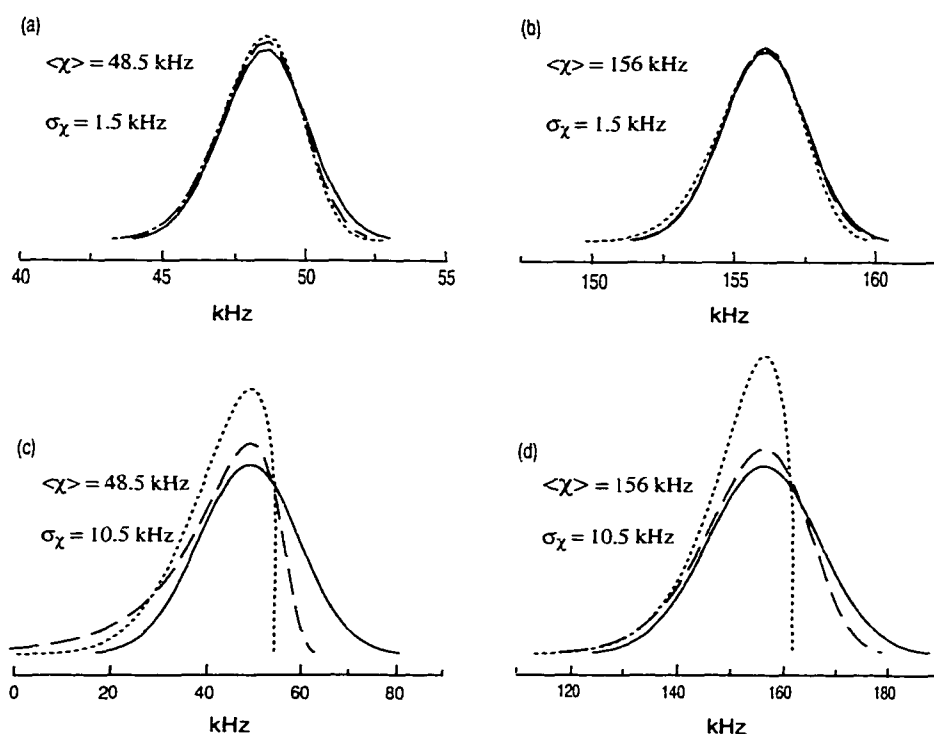 (a)
<χ> = 48.5 kHz
σχ = 1.5 kHz
40 45 50 55
kHz
(b)
<χ> = 156 kHz
σχ = 1.5 kHz
150 155 160
kHz
(c)
<χ> = 48.5 kHz
σχ = 10.5 kHz
0 20 40 60 80
kHz
(d)
<χ> = 156 kHz
σχ = 10.5 kHz
120 140 160 180
kHz